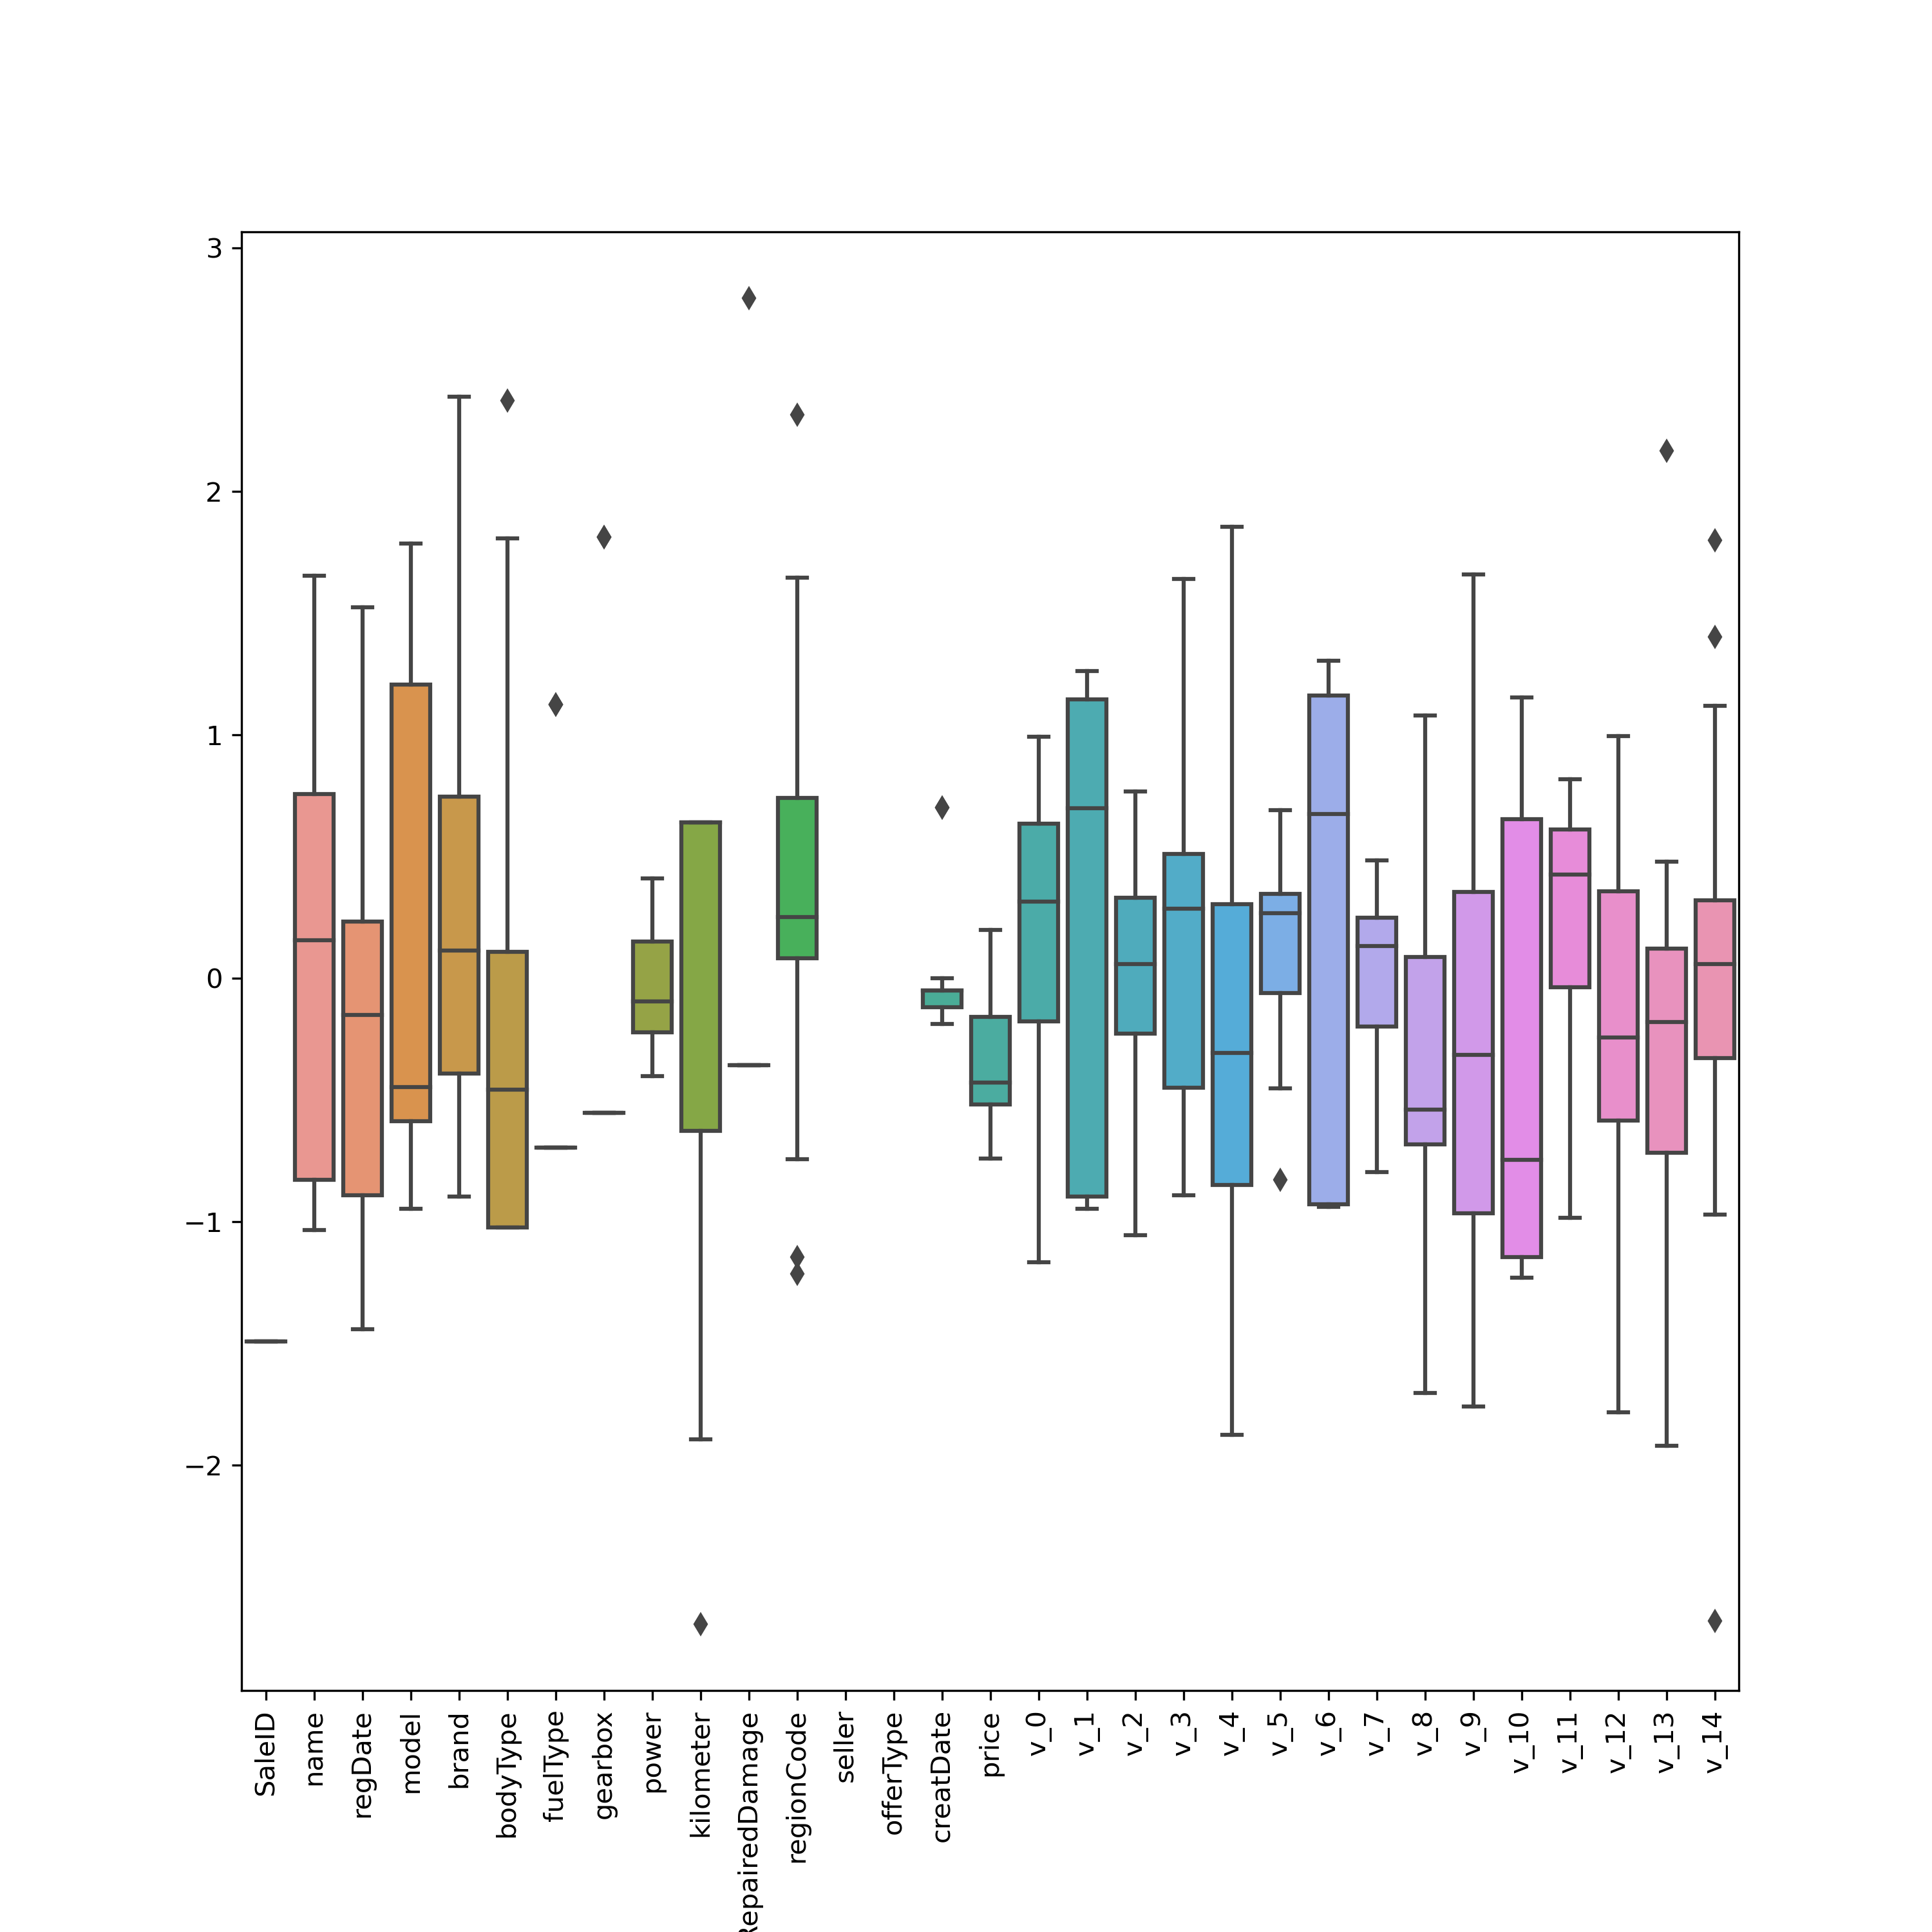 3
2
1
0
−1
−2
SaleID
name
regDate
model
brand
bodyType
fuelType
gearbox
power
kilometer
epairedDamage
regionCode
seller
offerType
creatDate
price
v_0
v_1
v_2
v_3
v_4
v_5
v_6
v_7
v_8
v_9
v_10
v_11
v_12
v_13
v_14